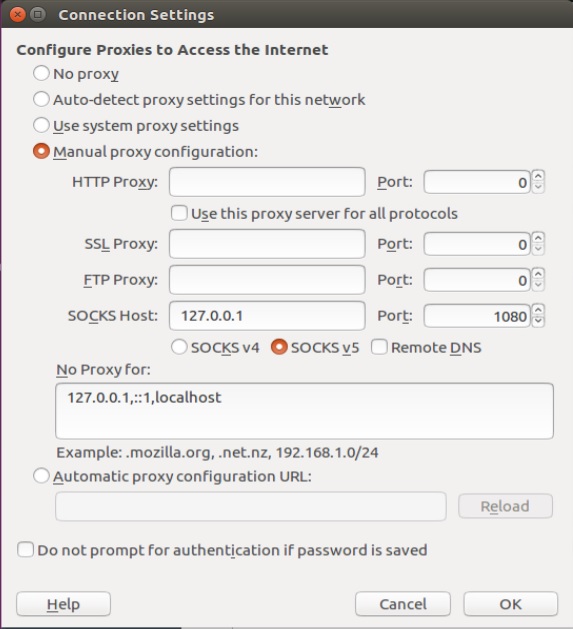 Connection Settings
Configure Proxies to Access the Internet
No proxy
Auto-detect proxy settings for this network
Use system proxy settings
Manual proxy configuration:
HTTP Proxy: Port: 0
Use this proxy server for all protocols
SSL Proxy: Port: 0
FTP Proxy: Port: 0
SOCKS Host: 127.0.0.1 Port: 1080
SOCKS v4 SOCKS v5 Remote DNS
No Proxy for:
127.0.0.1,::1,localhost
Example: .mozilla.org, .net.nz, 192.168.1.0/24
Automatic proxy configuration URL:
Reload
Do not prompt for authentication if password is saved
Help Cancel OK